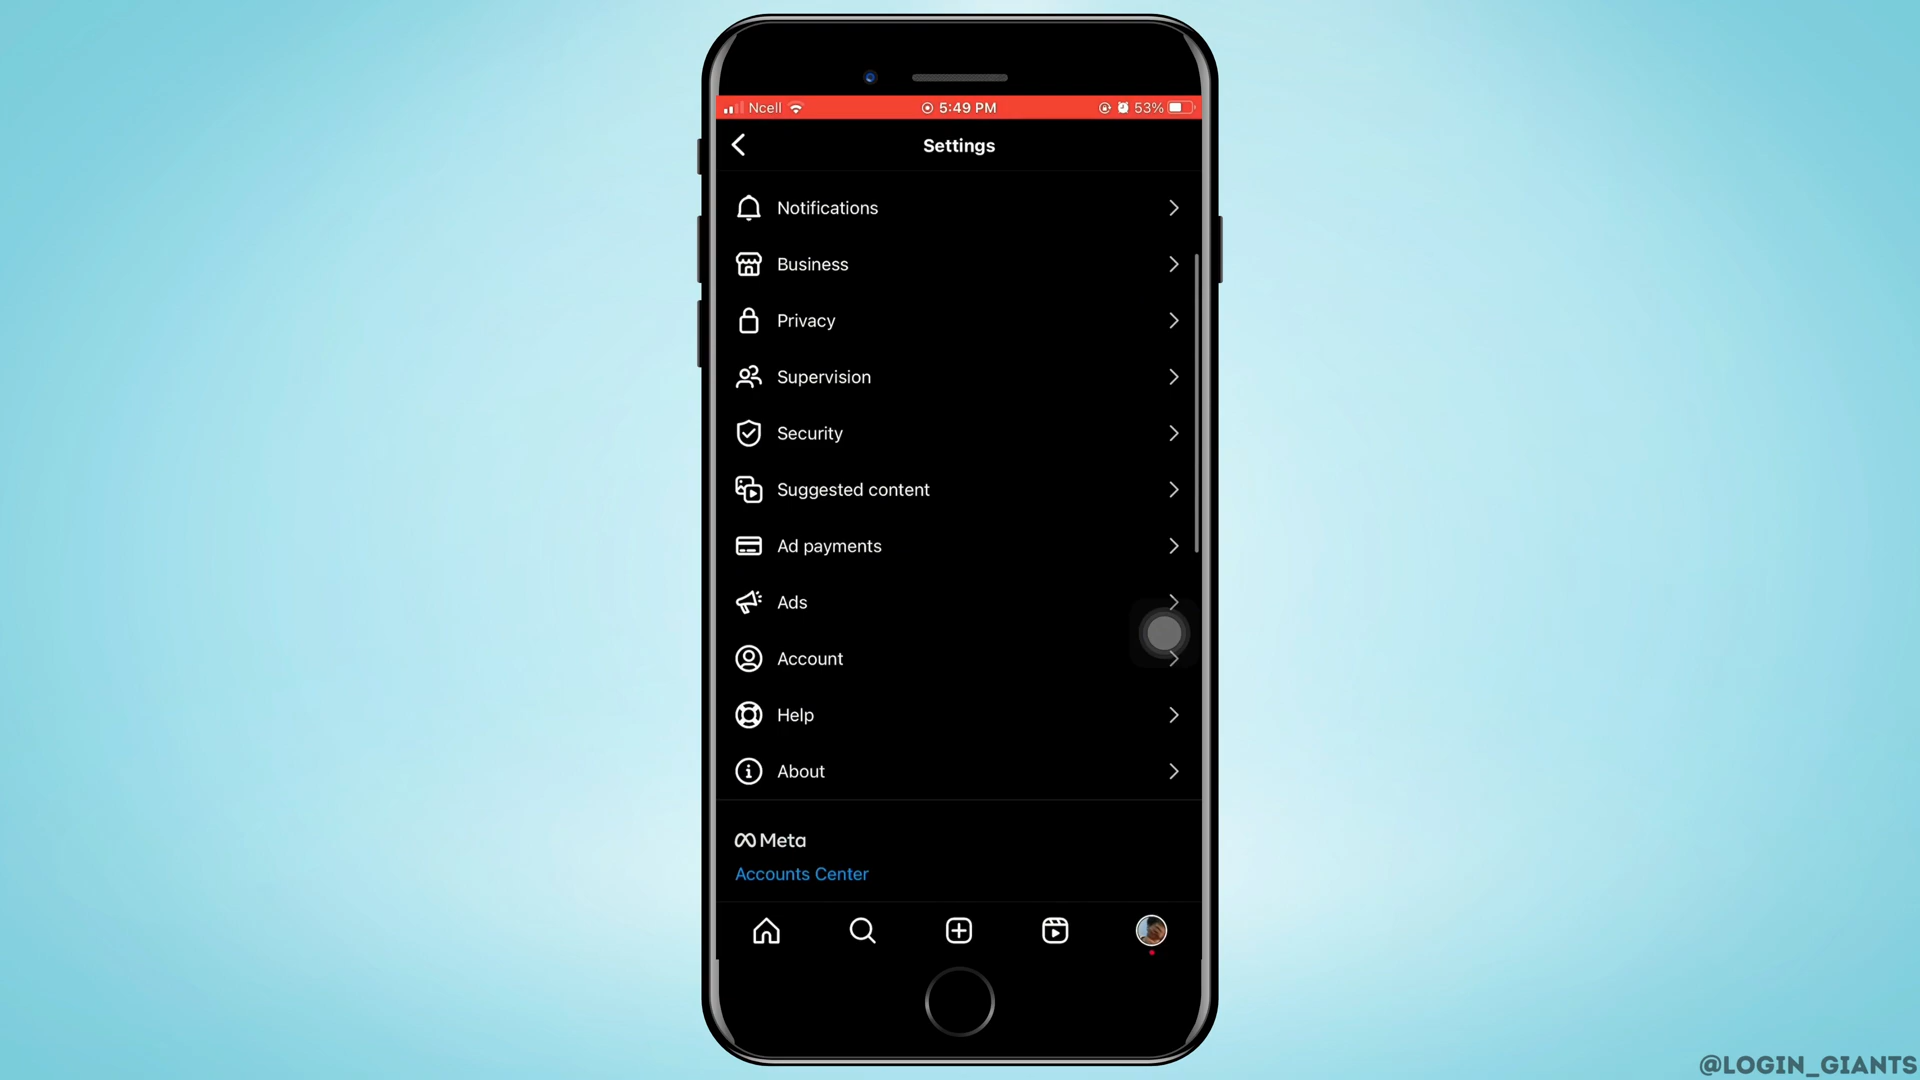 Ncell 5:49 PM 53%
Settings
Notifications
Business
Privacy
Supervision
Security
Suggested content
Ad payments
Ads
Account
Help
About
Meta
Accounts Center
@LOGIN_GIANTS